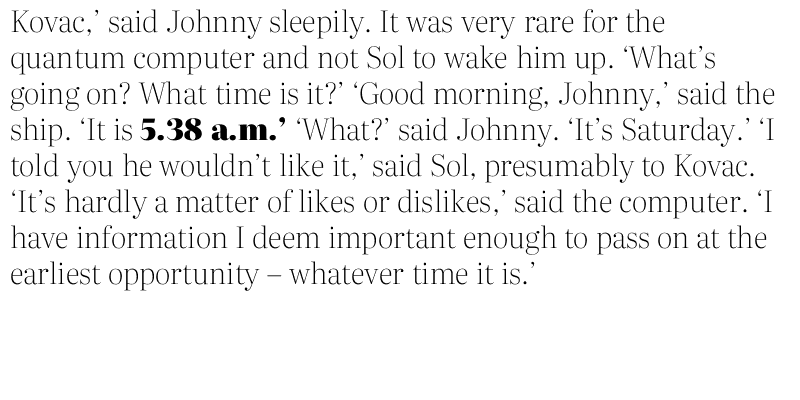 Kovac,’ said Johnny sleepily. It was very rare for the
quantum computer and not Sol to wake him up. ‘What’s
going on? What time is it?’ ‘Good morning, Johnny,’ said the
ship. ‘It is 5.38 a.m.’ ‘What?’ said Johnny. ‘It’s Saturday.’ ‘I
told you he wouldn’t like it,’ said Sol, presumably to Kovac.
‘It’s hardly a matter of likes or dislikes,’ said the computer. ‘I
have information I deem important enough to pass on at the
earliest opportunity – whatever time it is.’